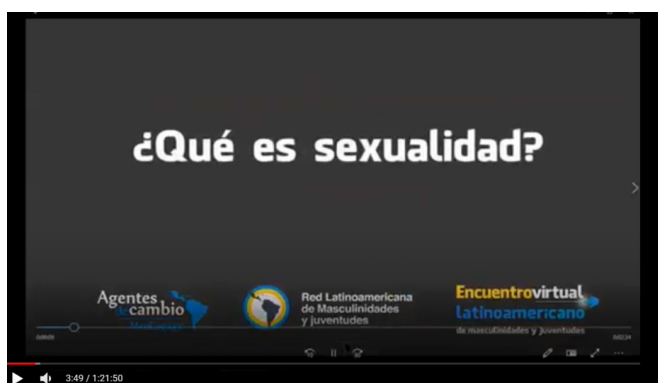 ¿Qué es sexualidad?
Agentes
de cambio
Red Latinoamericana
de Masculinidades
y juventudes
Encuentrovirtual
Latinoamericano
de masculinidades y juventudes
3:49 / 1:21:50